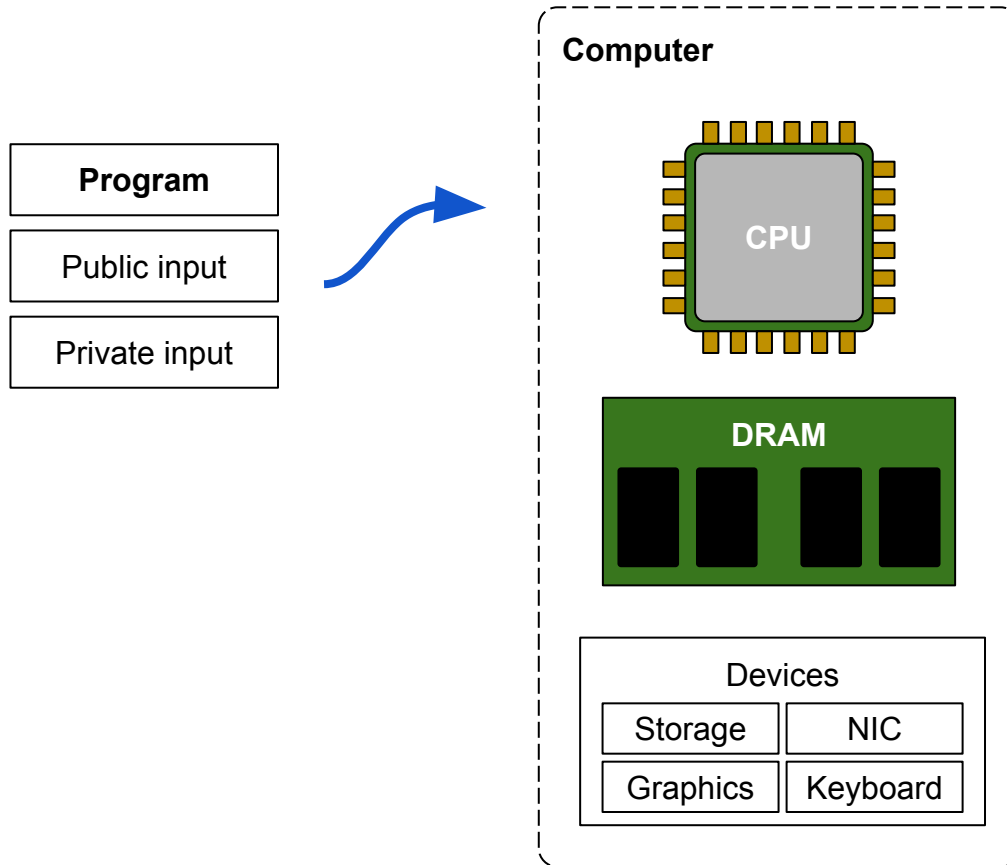 Computer
Program
Public input
Private input
CPU
DRAM
Devices
Storage
NIC
Graphics
Keyboard